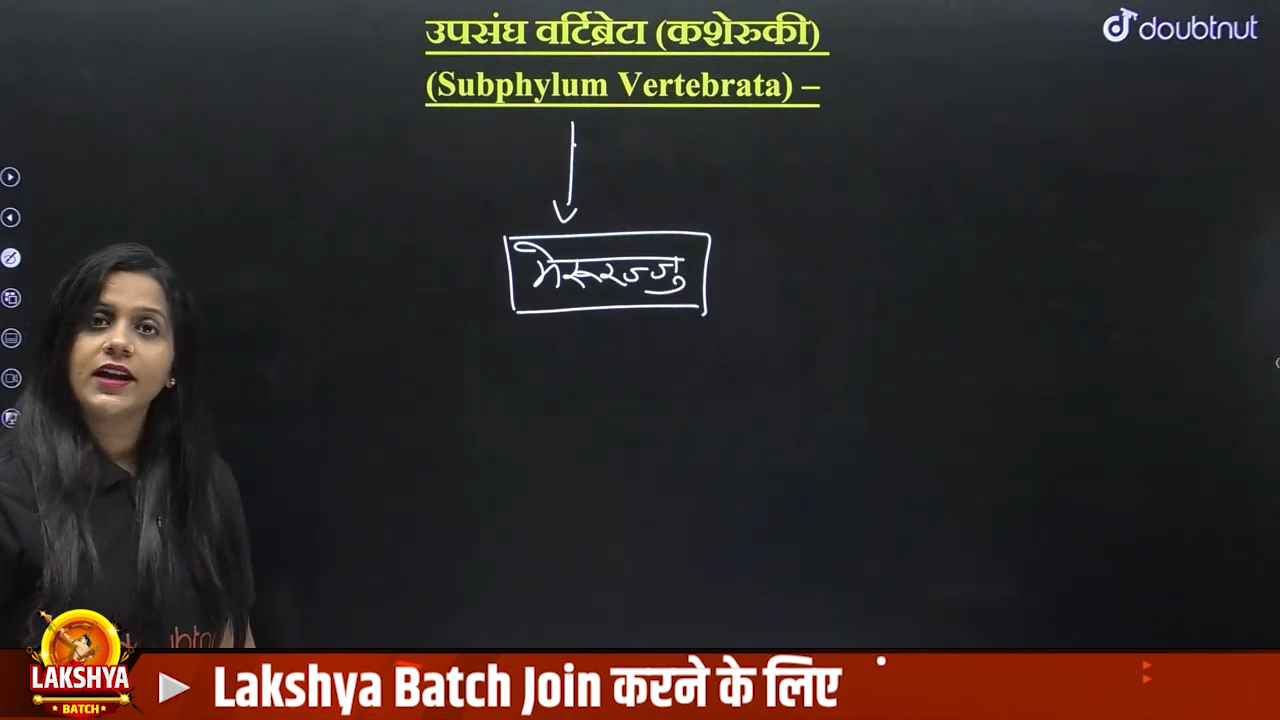 उपसंघ वर्टिब्रेटा (कशेरुकी)
(Subphylum Vertebrata) –
doubtnut
मेरूरज्जु
LAKSHYA
BATCH
Lakshya Batch Join करने के लिए